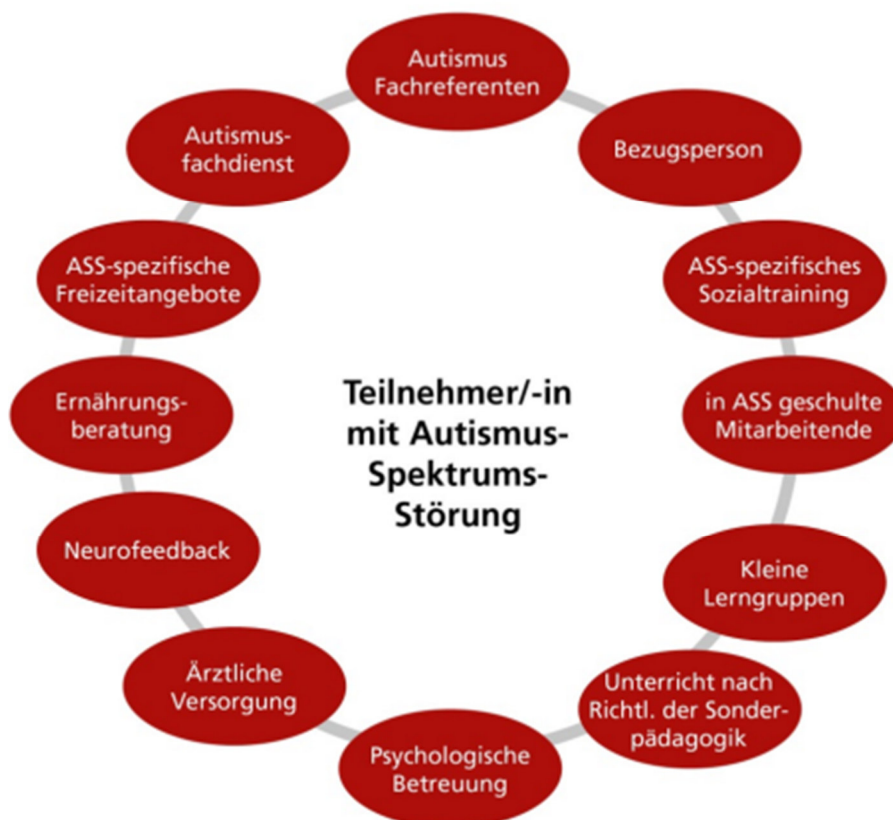 Autismus
Fachreferenten
Bezugsperson
ASS-spezifisches
Sozialtraining
in ASS geschulte
Mitarbeitende
Kleine
Lerngruppen
Unterricht nach
Richtl. der Sonder-
pädagogik
Psychologische
Betreuung
Ärztliche
Versorgung
Neurofeedback
Ernährungs-
beratung
ASS-spezifische
Freizeitangebote
Autismus-
fachdienst
Teilnehmer/-in
mit Autismus-
Spektrums-
Störung